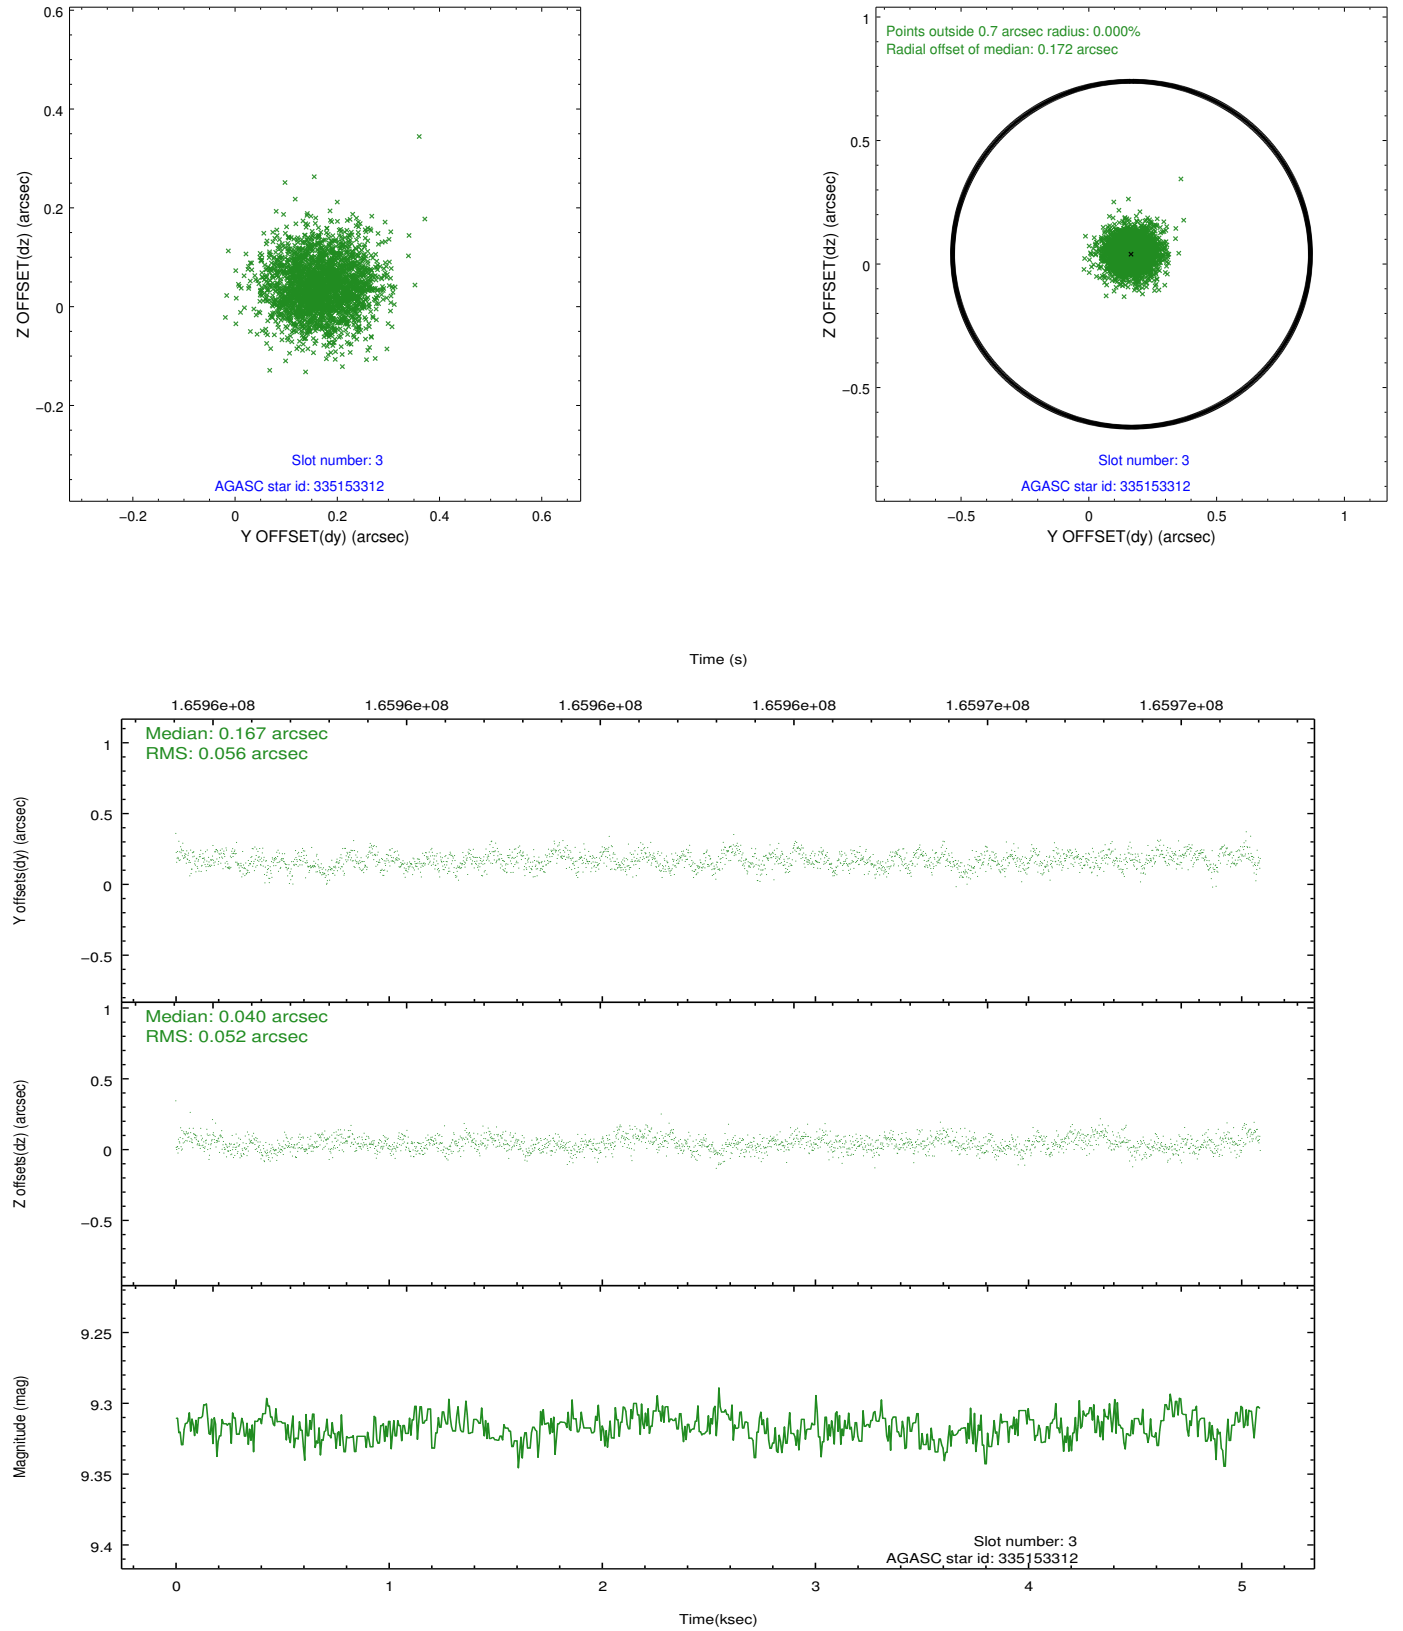 0.6
0.4
0.2
0
−0.2
Z OFFSET(dz) (arcsec)
Slot number: 3
AGASC star id: 335153312
−0.2 0 0.2 0.4 0.6
Y OFFSET(dy) (arcsec)
Points outside 0.7 arcsec radius: 0.000%
Radial offset of median: 0.172 arcsec
1
0.5
0
−0.5
Z OFFSET(dz) (arcsec)
Slot number: 3
AGASC star id: 335153312
−0.5 0 0.5 1
Y OFFSET(dy) (arcsec)
Time (s)
1.6596e+08 1.6596e+08 1.6596e+08 1.6596e+08 1.6597e+08 1.6597e+08
Median: 0.167 arcsec
RMS: 0.056 arcsec
1
0.5
0
−0.5
Y offsets(dy) (arcsec)
Median: 0.040 arcsec
RMS: 0.052 arcsec
1
0.5
0
−0.5
Z offsets(dz) (arcsec)
9.25
9.3
9.35
9.4
Magnitude (mag)
Slot number: 3
AGASC star id: 335153312
0 1 2 3 4 5
Time(ksec)